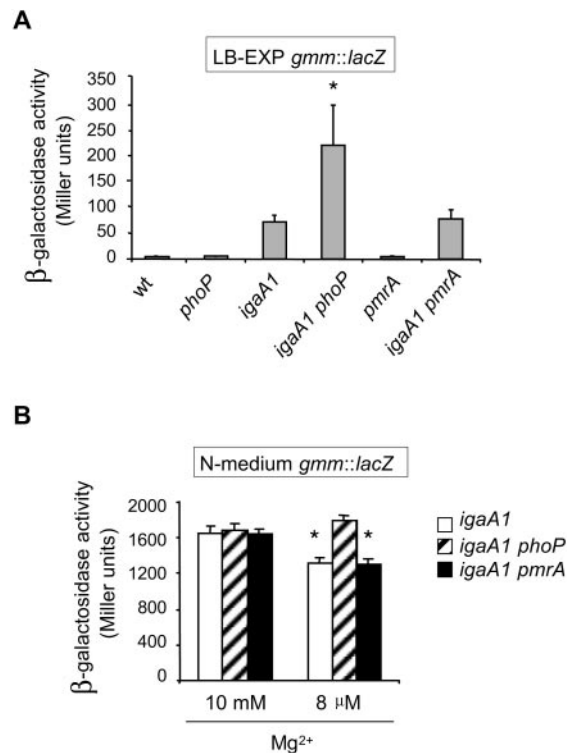 A
LB-EXP gmm::lacZ
β-galactosidase activity
(Miller units)
350
300
250
200
150
100
50
0
*
wt
phoP
igaA1
igaA1 phoP
pmrA
igaA1 pmrA
B
N-medium gmm::lacZ
β-galactosidase activity
(Miller units)
2000
1600
1200
800
400
0
* *
igaA1
igaA1 phoP
igaA1 pmrA
10 mM 8 μM
Mg²⁺